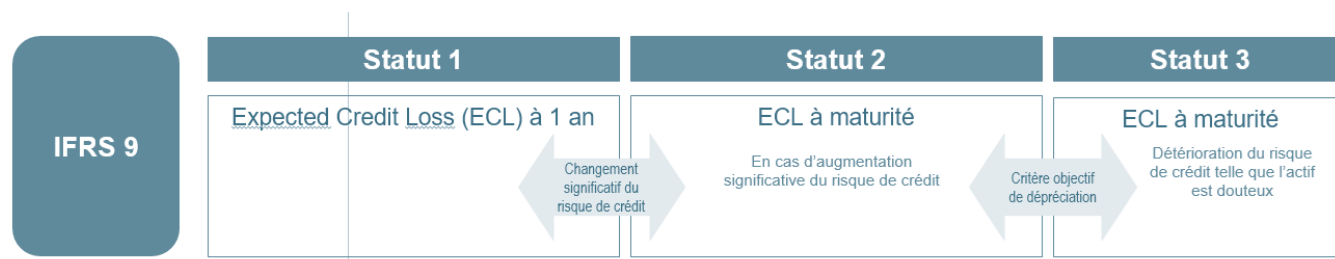 IFRS 9
Statut 1
Expected Credit Loss (ECL) à 1 an
Changement
significatif du
risque de crédit
Statut 2
ECL à maturité
En cas d’augmentation
significative du risque de crédit
Critère objectif
de dépréciation
Statut 3
ECL à maturité
Détérioration du risque
de crédit telle que l’actif
est douteux